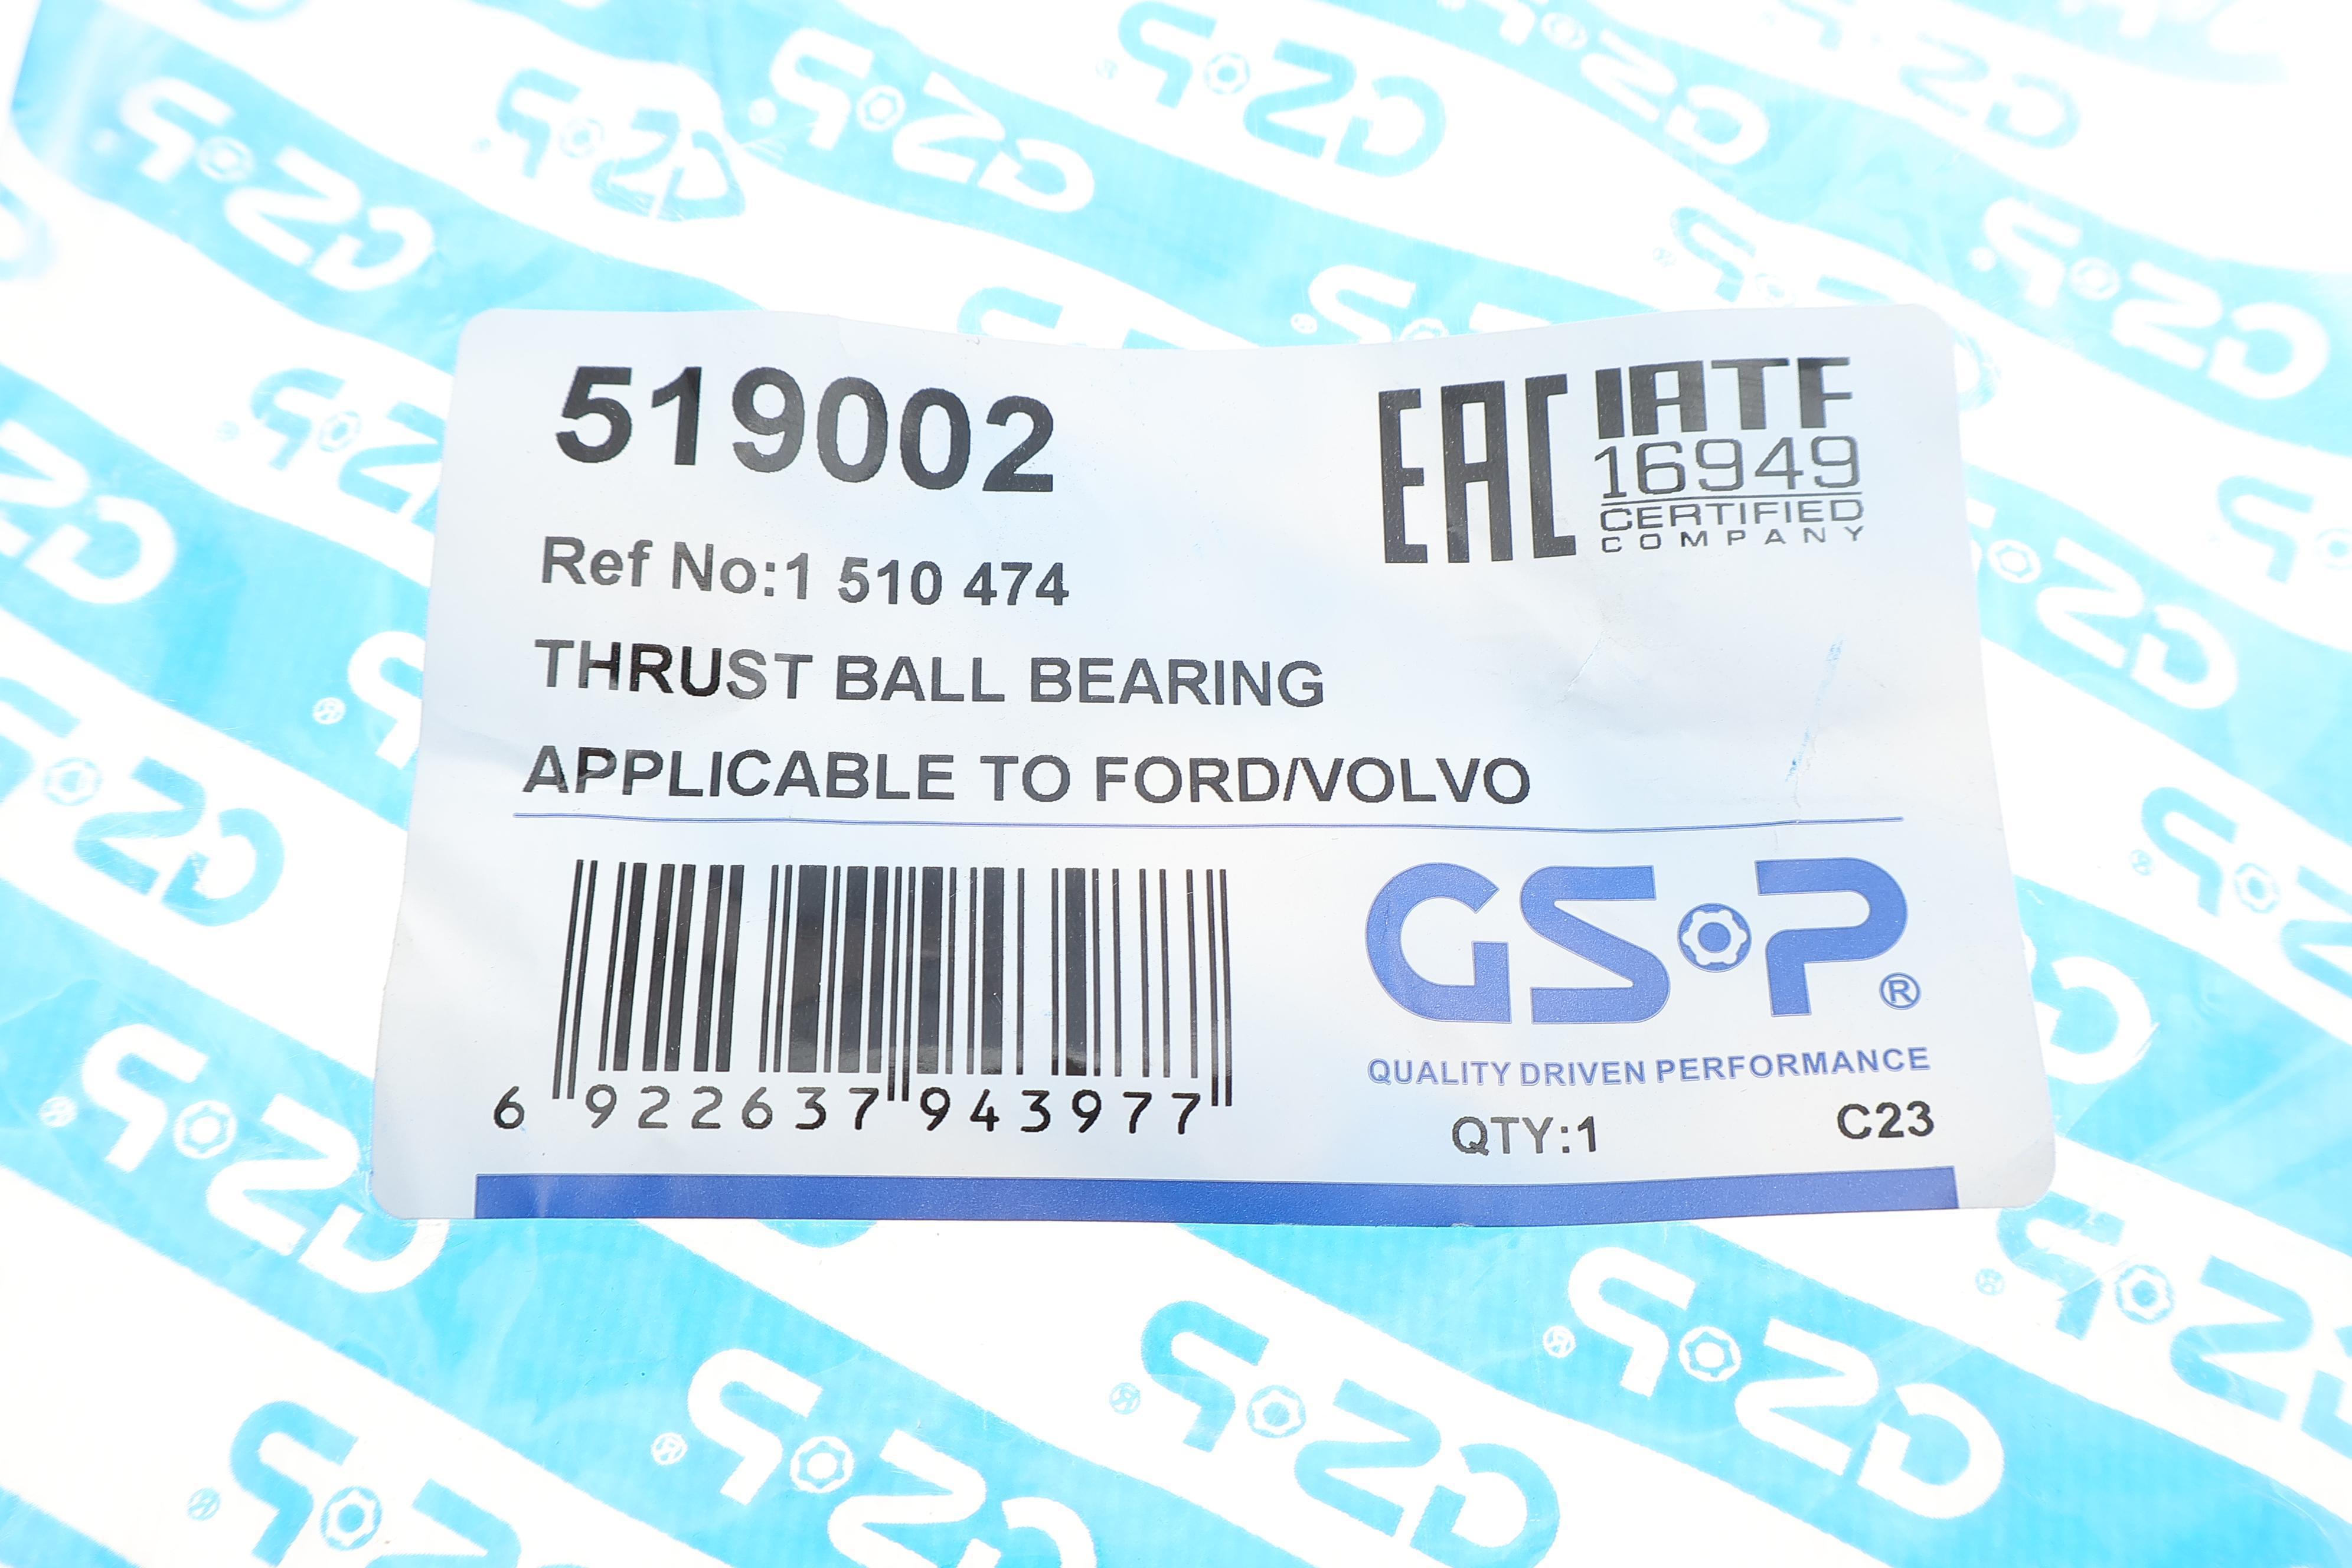 519002
EAC
IATF
16949
CERTIFIED
COMPANY
Ref No:1 510 474
THRUST BALL BEARING
APPLICABLE TO FORD/VOLVO
GSP®
QUALITY DRIVEN PERFORMANCE
6 922637 943977
QTY:1 C23